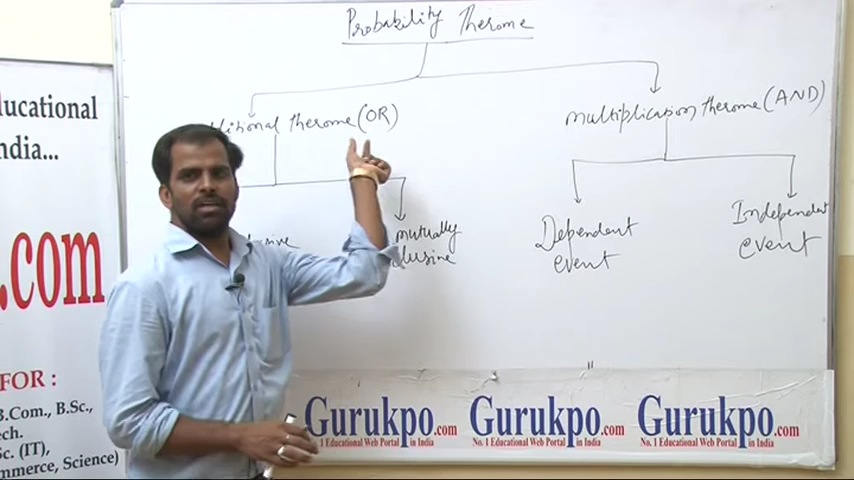 Probability Therome
Therome (OR)
multiplication Therome (AND)
mutually
Dependent
event
Independent
event
ducational
ndia...
.com
FOR :
B.Com., B.Sc.,
ech.
Sc. (IT),
mmerce, Science)
Gurukpo.com
No. 1 Educational Web Portal in India
Gurukpo.com
No. 1 Educational Web Portal in India
Gurukpo.com
No. 1 Educational Web Portal in India